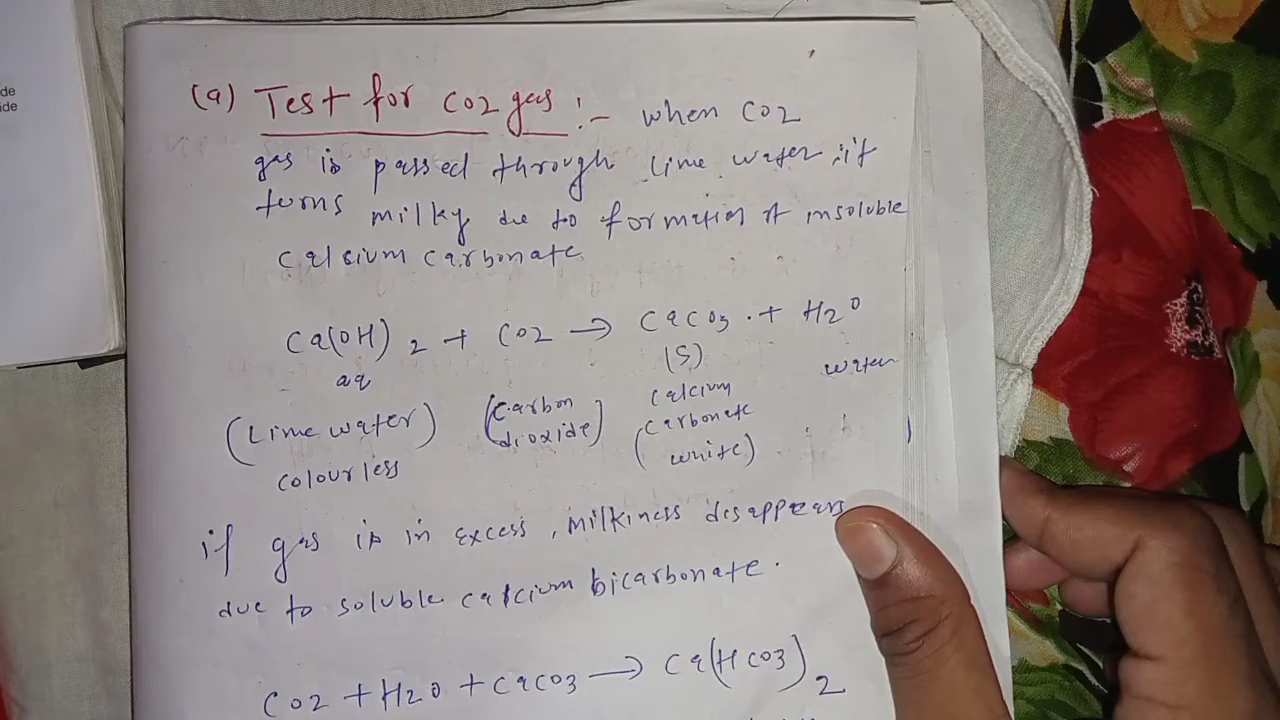 de
ide
(a) Test for CO2 gas :- when CO2
gas is passed through lime water, it
turns milky due to formation of insoluble
calcium carbonate.
Ca(OH)2 + CO2 → CaCO3 + H2O
aq (S)
(Lime water) (carbon dioxide) calcium carbonate (white) water
colourless
if gas is in excess, milkiness disappears
due to soluble calcium bicarbonate.
CO2 + H2O + CaCO3 → Ca(HCO3)2